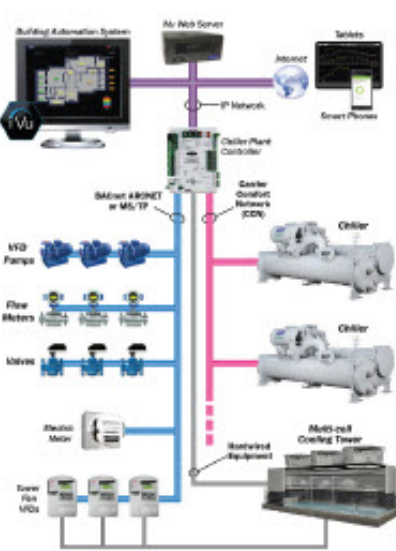 Building Automation System
i-Vu Web Server
Tablets
Internet
Smart Phones
i Vu
IP Network
Chiller Plant
Controller
BACnet ARCNET
or MS/TP
Carrier
Comfort
Network
(CCN)
VFD
Pumps
Chiller
Flow
Meters
Chiller
Valves
Electric
Meter
Multi-cell
Cooling Tower
Hardwired
Equipment
Tower
Fan
VFDs